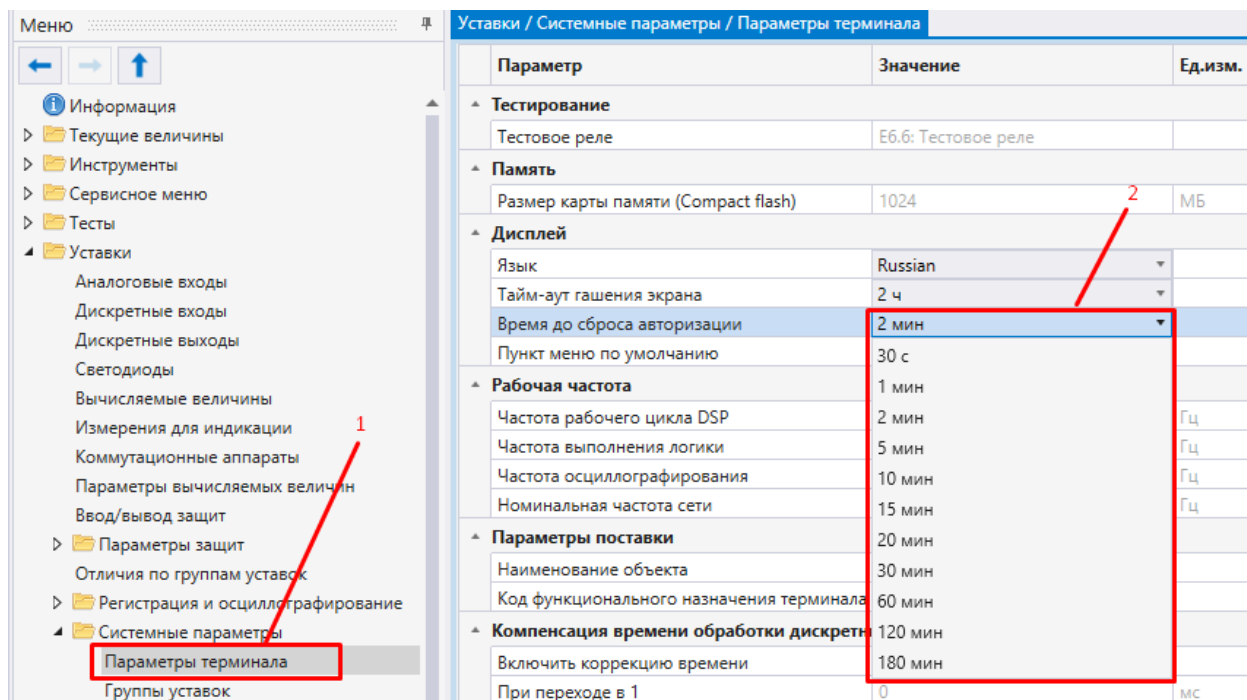 Меню
Информация
Текущие величины
Инструменты
Сервисное меню
Тесты
Уставки
Аналоговые входы
Дискретные входы
Дискретные выходы
Светодиоды
Вычисляемые величины
Измерения для индикации
1
Коммутационные аппараты
Параметры вычисляемых величин
Ввод/вывод защит
Параметры защит
Отличия по группам уставок
Регистрация и осциллографирование
Системные параметры
Параметры терминала
Группы уставок
Уставки / Системные параметры / Параметры терминала
Параметр Значение Ед.изм.
Тестирование
Тестовое реле E6.6: Тестовое реле
Память
Размер карты памяти (Compact flash) 1024 МБ
2
Дисплей
Язык Russian
Тайм-аут гашения экрана 2 ч
Время до сброса авторизации 2 мин
Пункт меню по умолчанию
30 с
Рабочая частота
1 мин
Частота рабочего цикла DSP 2 мин Гц
Частота выполнения логики 5 мин Гц
Частота осциллографирования 10 мин Гц
Номинальная частота сети 15 мин Гц
Параметры поставки 20 мин
Наименование объекта 30 мин
Код функционального назначения терминала 60 мин
Компенсация времени обработки дискретн 120 мин
Включить коррекцию времени 180 мин
При переходе в 1 0 мс